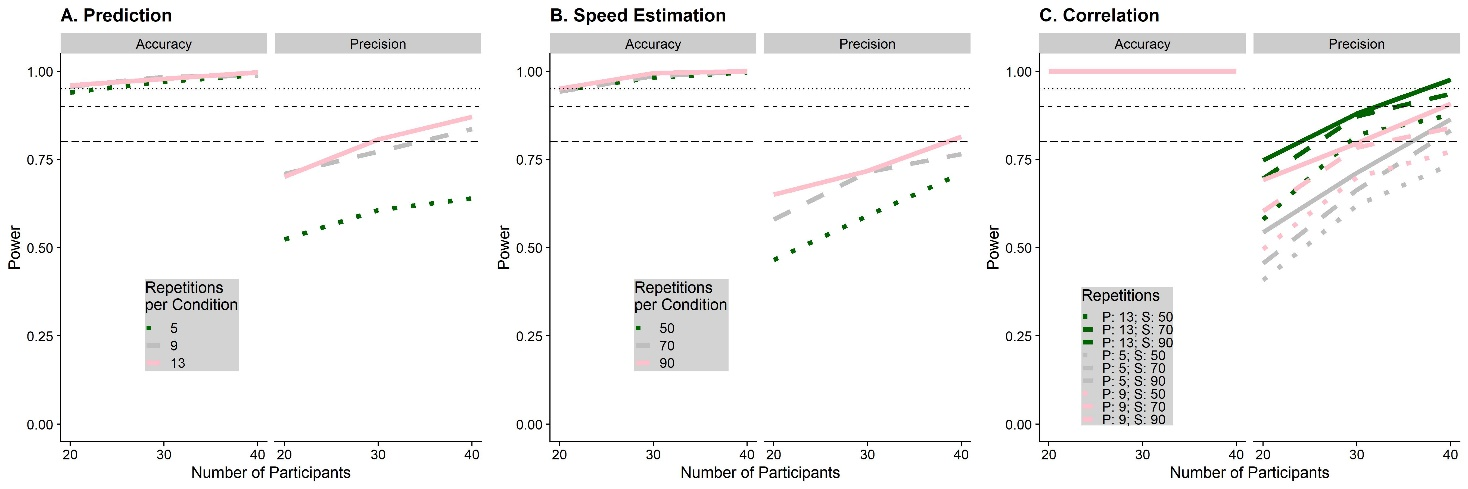 A. Prediction
Accuracy
Precision
1.00
0.75
0.50
0.25
0.00
Power
Repetitions
per Condition
5
9
13
20
30
40
20
30
40
Number of Participants
B. Speed Estimation
Accuracy
Precision
1.00
0.75
0.50
0.25
0.00
Power
Repetitions
per Condition
50
70
90
20
30
40
20
30
40
Number of Participants
C. Correlation
Accuracy
Precision
1.00
0.75
0.50
0.25
0.00
Power
Repetitions
P: 13; S: 50
P: 13; S: 70
P: 13; S: 90
P: 5; S: 50
P: 5; S: 70
P: 5; S: 90
P: 9; S: 50
P: 9; S: 70
P: 9; S: 90
20
30
40
20
30
40
Number of Participants